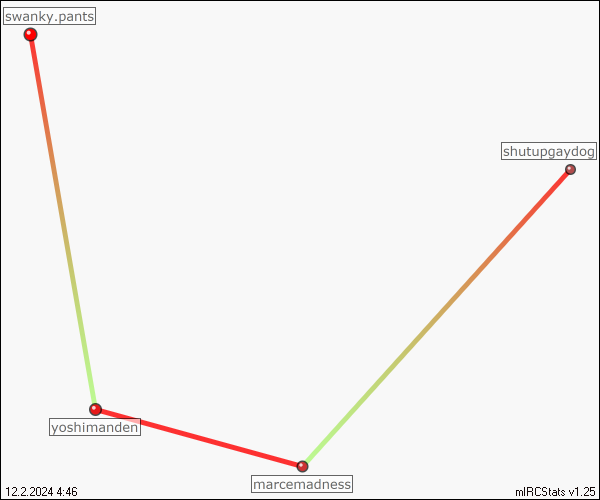 swanky.pants
shutupgaydog
yoshimanden
marcemadness
12.2.2024 4:46
mIRCStats v1.25